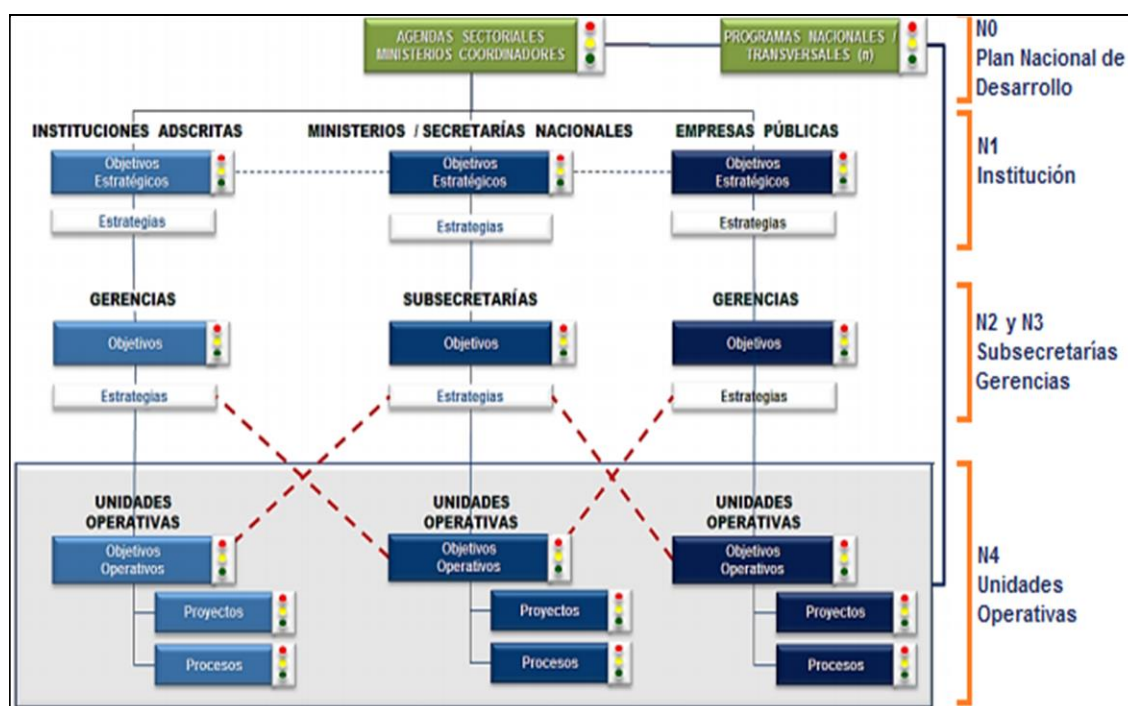 AGENDAS SECTORIALES
MINISTERIOS COORDINADORES
PROGRAMAS NACIONALES /
TRANSVERSALES (n)
N0
Plan Nacional de
Desarrollo
INSTITUCIONES ADSCRITAS
MINISTERIOS / SECRETARÍAS NACIONALES
EMPRESAS PÚBLICAS
Objetivos
Estratégicos
Objetivos
Estratégicos
Objetivos
Estratégicos
Estrategias
Estrategias
Estrategias
N1
Institución
GERENCIAS
SUBSECRETARÍAS
GERENCIAS
Objetivos
Objetivos
Objetivos
Estrategias
Estrategias
Estrategias
N2 y N3
Subsecretarías
Gerencias
UNIDADES
OPERATIVAS
UNIDADES
OPERATIVAS
UNIDADES
OPERATIVAS
Objetivos
Operativos
Objetivos
Operativos
Objetivos
Operativos
Proyectos
Proyectos
Proyectos
Procesos
Procesos
Procesos
N4
Unidades
Operativas